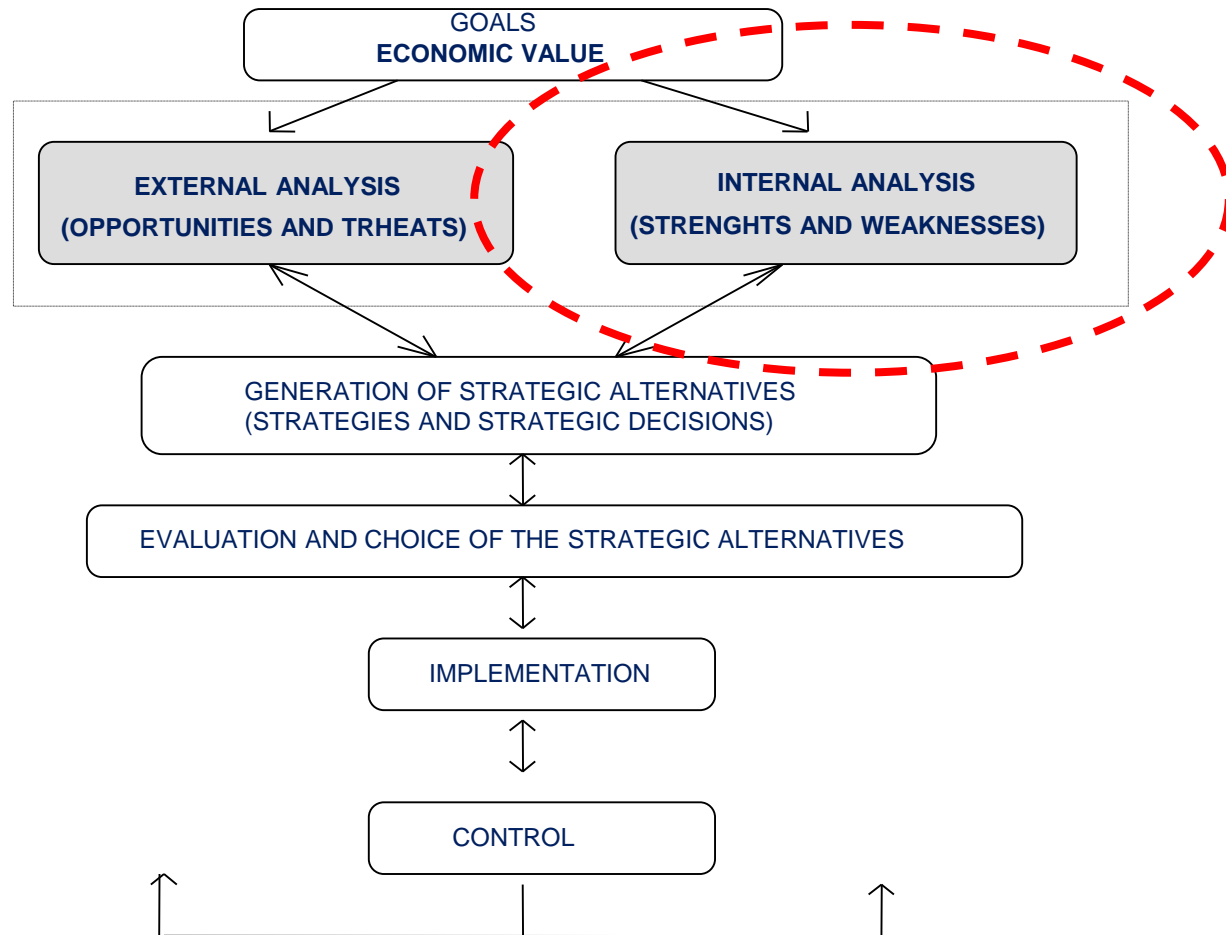 GOALS
ECONOMIC VALUE
EXTERNAL ANALYSIS
(OPPORTUNITIES AND TRHEATS)
INTERNAL ANALYSIS
(STRENGHTS AND WEAKNESSES)
GENERATION OF STRATEGIC ALTERNATIVES
(STRATEGIES AND STRATEGIC DECISIONS)
EVALUATION AND CHOICE OF THE STRATEGIC ALTERNATIVES
IMPLEMENTATION
CONTROL